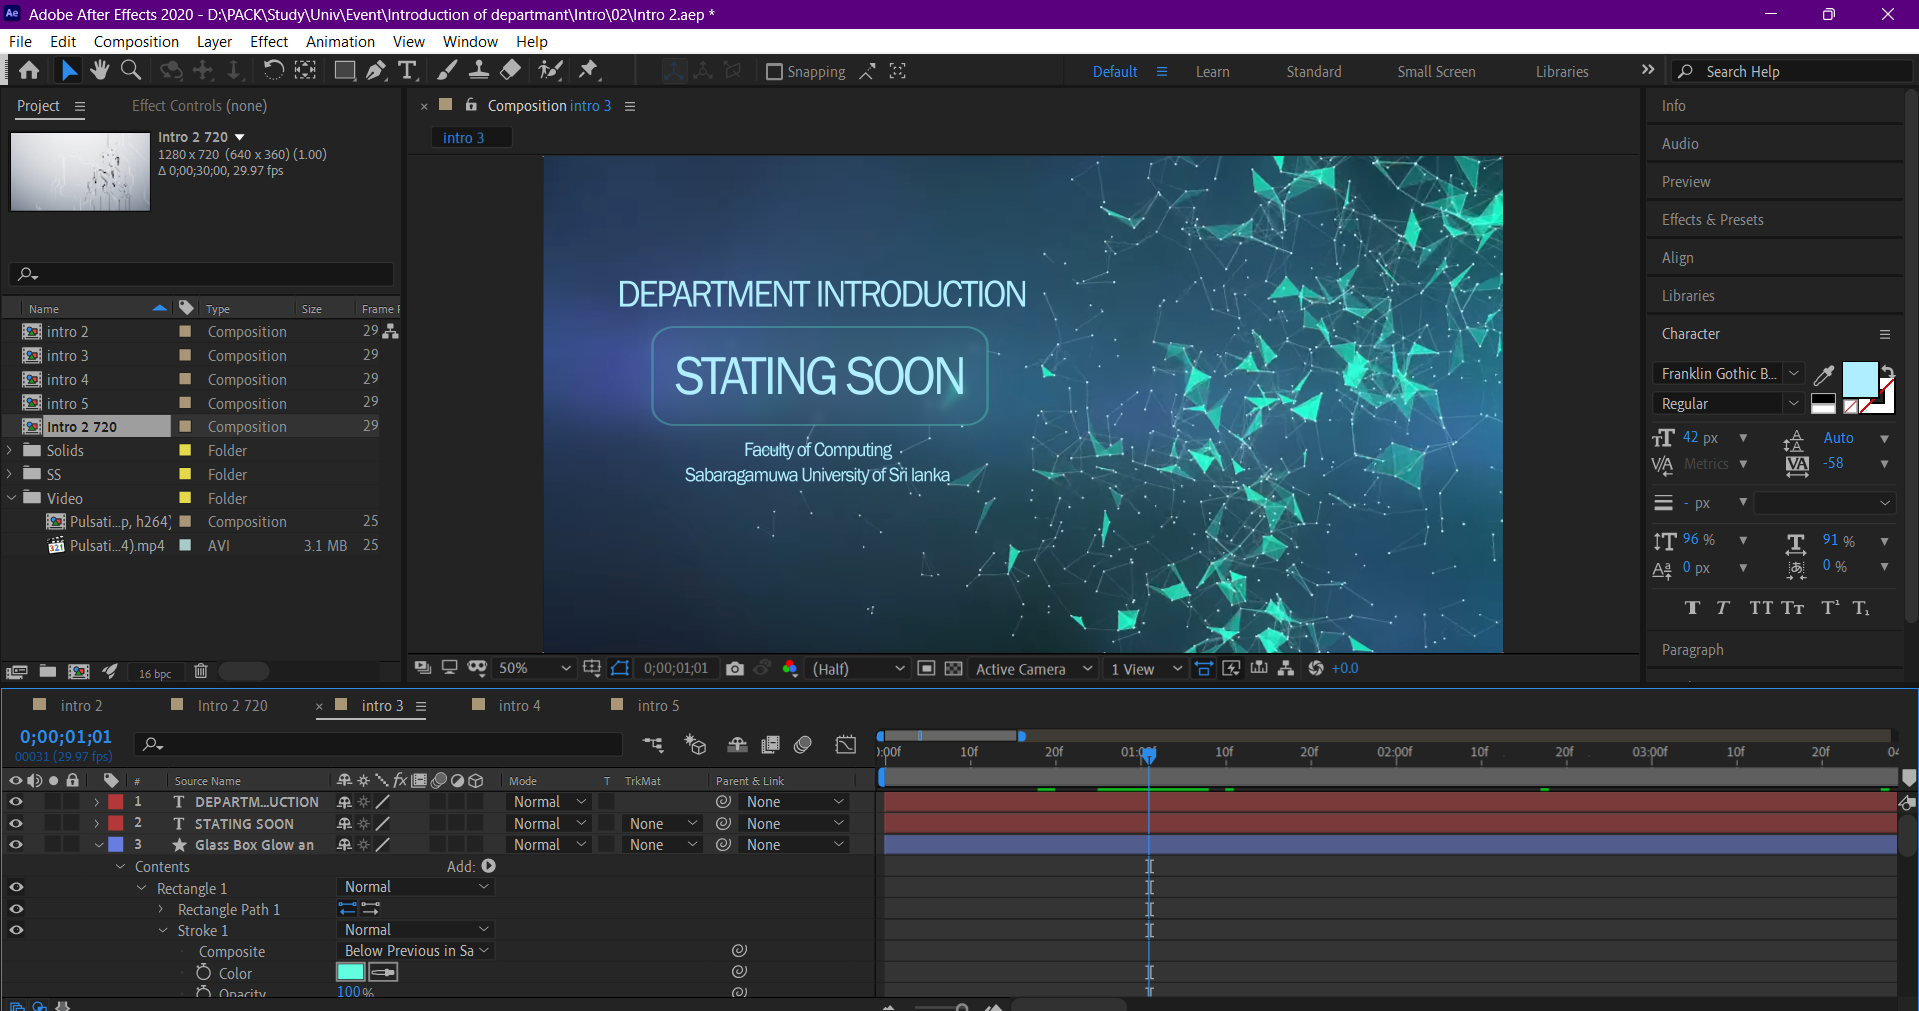 Ae Adobe After Effects 2020 - D:\PACK\Study\Univ\Event\Introduction of departmant\Intro\02\Intro 2.aep *
File Edit Composition Layer Effect Animation View Window Help
Snapping Default Learn Standard Small Screen Libraries Search Help
Project Effect Controls (none)
Intro 2 720
1280 x 720 (640 x 360) (1.00)
Δ 0;00;30;00, 29.97 fps
Name Type Size Frame
intro 2 Composition 29
intro 3 Composition 29
intro 4 Composition 29
intro 5 Composition 29
Intro 2 720 Composition 29
Solids Folder
SS Folder
Video Folder
Pulsati...p, h264) Composition 25
Pulsati...4).mp4 AVI 3.1 MB 25
16 bpc
Composition intro 3
intro 3
DEPARTMENT INTRODUCTION
STATING SOON
Faculty of Computing
Sabaragamuwa University of Sri lanka
50% 0;00;01;01 (Half) Active Camera 1 View +0.0
Info
Audio
Preview
Effects & Presets
Align
Libraries
Character
Franklin Gothic B...
Regular
42 px Auto
Metrics -58
- px
96 % 91 %
0 px 0 %
T T TT Tт T¹ T₁
Paragraph
intro 2 Intro 2 720 intro 3 intro 4 intro 5
0;00;01;01
00031 (29.97 fps)
):00f 10f 20f 01:00f 10f 20f 02:00f 10f 20f 03:00f 10f 20f 04
# Source Name Mode T TrkMat Parent & Link
1 T DEPARTM...UCTION Normal None
2 T STATING SOON Normal None None
3 Glass Box Glow an Normal None None
Contents Add:
Rectangle 1 Normal
Rectangle Path 1
Stroke 1 Normal
Composite Below Previous in Sa
Color
Opacity 100%